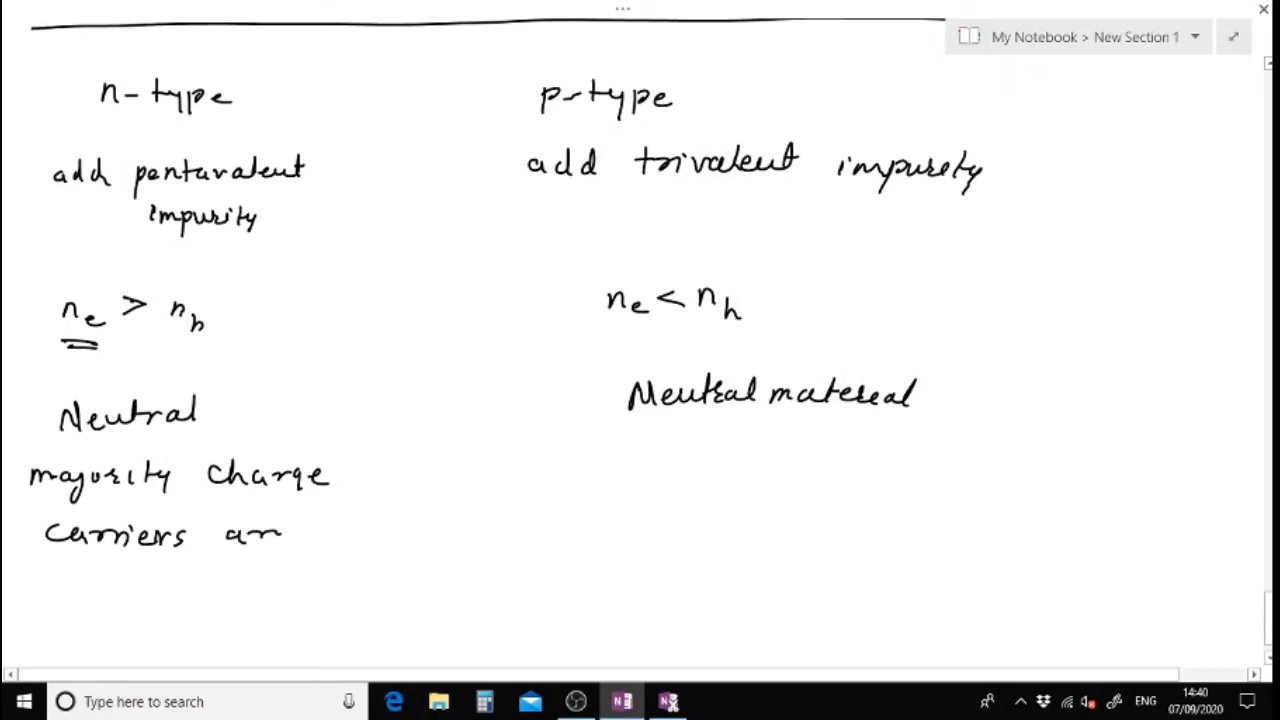 My Notebook > New Section 1
n-type
p-type
add pentavalent
impurity
add trivalent impurity
ne > nh
ne < nh
Neutral
Neutral material
majority charge
carriers ar
Type here to search
ENG
14:40
07/09/2020